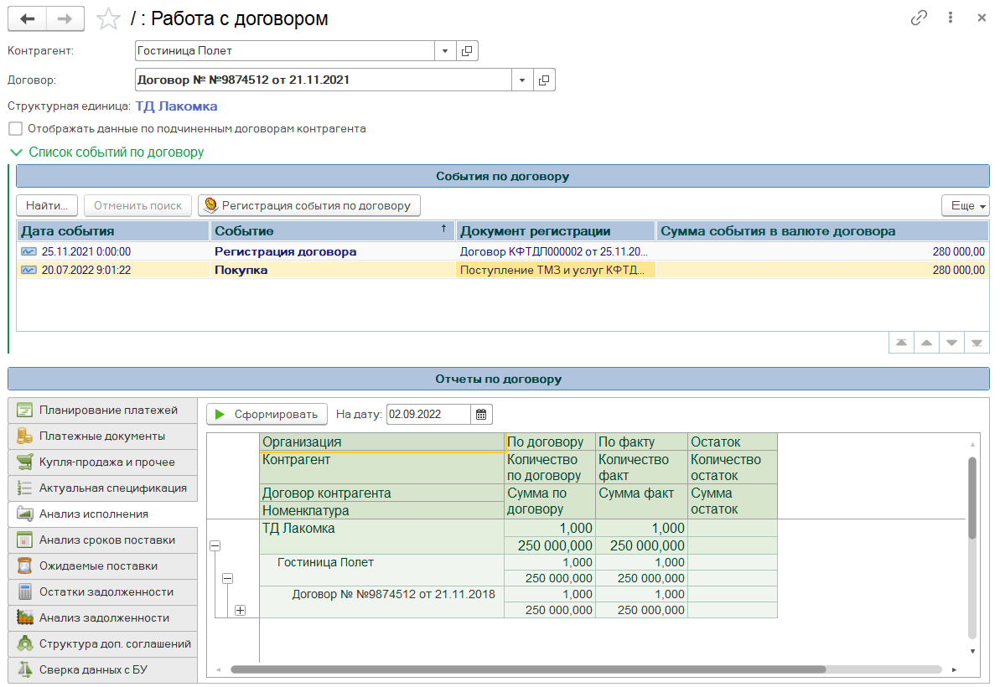 / : Работа с договором
Контрагент: Гостиница Полет
Договор: Договор № №9874512 от 21.11.2021
Структурная единица: ТД Лакомка
Отображать данные по подчиненным договорам контрагента
Список событий по договору
События по договору
Найти... Отменить поиск Регистрация события по договору Еще
Дата события Событие ↑ Документ регистрации Сумма события в валюте договора
25.11.2021 0:00:00 Регистрация договора Договор КФТДЛ000002 от 25.11.20... 280 000,00
20.07.2022 9:01:22 Покупка Поступление ТМЗ и услуг КФТД... 280 000,00
Отчеты по договору
Планирование платежей
Платежные документы
Купля-продажа и прочее
Актуальная спецификация
Анализ исполнения
Анализ сроков поставки
Ожидаемые поставки
Остатки задолженности
Анализ задолженности
Структура доп. соглашений
Сверка данных с БУ
Сформировать На дату: 02.09.2022
Организация По договору По факту Остаток
Контрагент Количество Количество Количество
по договору факт остаток
Договор контрагента Сумма по Сумма факт Сумма
Номенклатура договору остаток
ТД Лакомка 1,000 1,000
250 000,000 250 000,000
Гостиница Полет 1,000 1,000
250 000,000 250 000,000
Договор № №9874512 от 21.11.2018 1,000 1,000
250 000,000 250 000,000